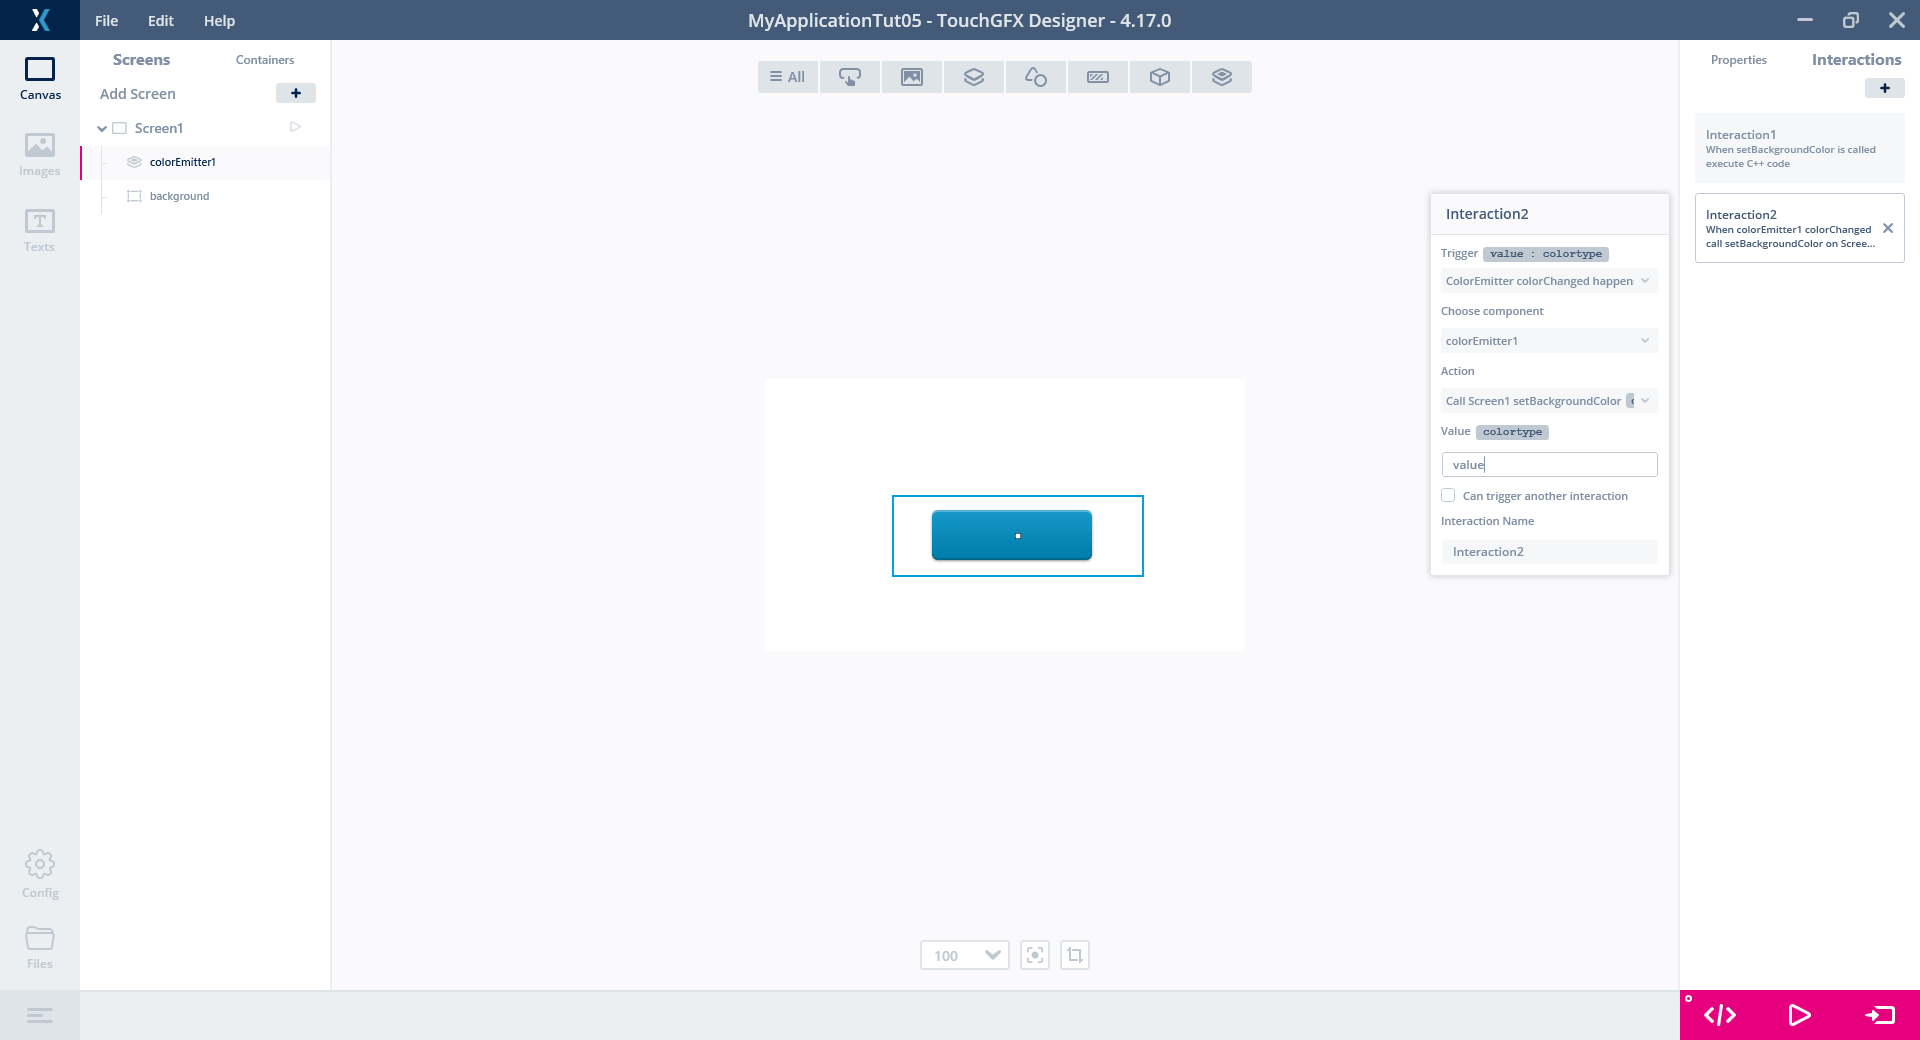 File Edit Help
MyApplicationTut05 - TouchGFX Designer - 4.17.0
Canvas
Images
Texts
Config
Files
Screens Containers
Add Screen
Screen1
colorEmitter1
background
All
100
Interaction2
Trigger value : colortype
ColorEmitter colorChanged happen
Choose component
colorEmitter1
Action
Call Screen1 setBackgroundColor
Value colortype
value
Can trigger another interaction
Interaction Name
Interaction2
Properties Interactions
Interaction1
When setBackgroundColor is called
execute C++ code
Interaction2
When colorEmitter1 colorChanged
call setBackgroundColor on Scree...